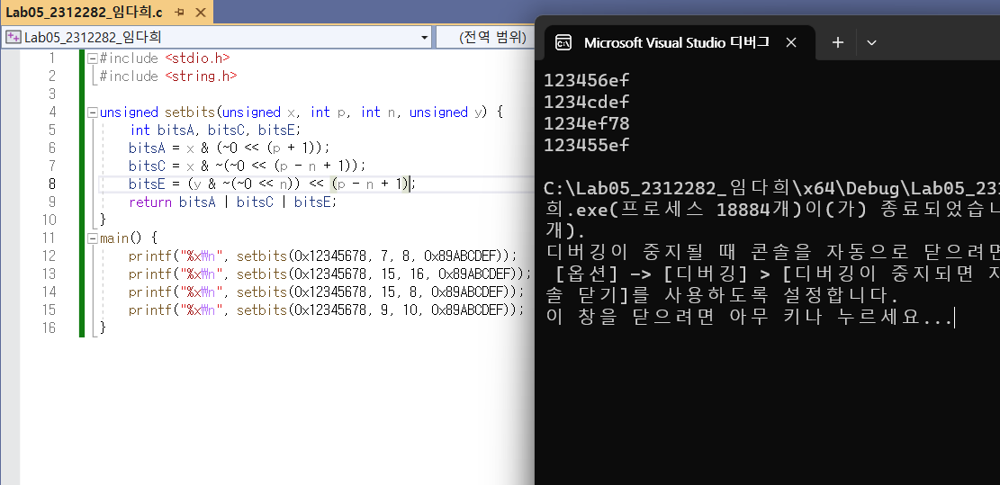 Lab05_2312282_임다희.c
Lab05_2312282_임다희
(전역 범위)
1 #include <stdio.h>
2 #include <string.h>
3
4 unsigned setbits(unsigned x, int p, int n, unsigned y) {
5 int bitsA, bitsC, bitsE;
6 bitsA = x & (~0 << (p + 1));
7 bitsC = x & ~(~0 << (p - n + 1));
8 bitsE = (y & ~(~0 << n)) << (p - n + 1);
9 return bitsA | bitsC | bitsE;
10 }
11 main() {
12 printf("%x₩n", setbits(0x12345678, 7, 8, 0x89ABCDEF));
13 printf("%x₩n", setbits(0x12345678, 15, 16, 0x89ABCDEF));
14 printf("%x₩n", setbits(0x12345678, 15, 8, 0x89ABCDEF));
15 printf("%x₩n", setbits(0x12345678, 9, 10, 0x89ABCDEF));
16 }
Microsoft Visual Studio 디버그
123456ef
1234cdef
1234ef78
123455ef
C:\Lab05_2312282_임다희\x64\Debug\Lab05_231
희.exe(프로세스 18884개)이(가) 종료되었습니
개).
디버깅이 중지될 때 콘솔을 자동으로 닫으려면
[옵션] -> [디버깅] > [디버깅이 중지되면
솔 닫기]를 사용하도록 설정합니다.
이 창을 닫으려면 아무 키나 누르세요...